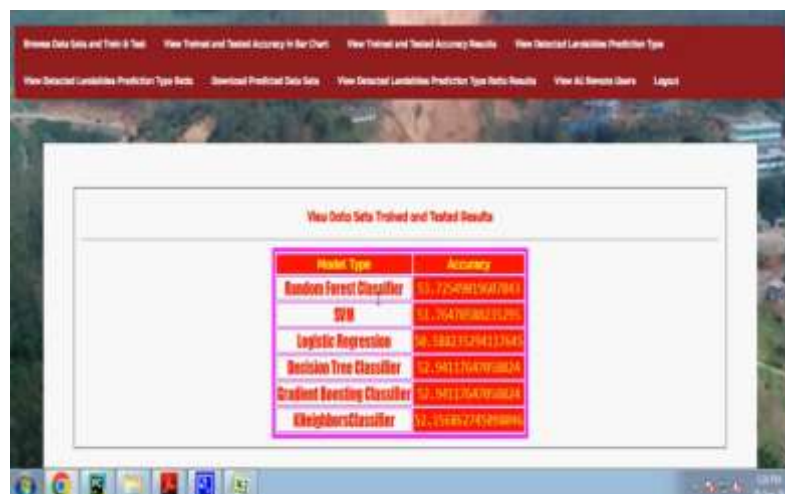 Browse Data Sets and Train & Test View Trained and Tested Accuracy in Bar Chart View Trained and Tested Accuracy Results View Detected Landslides Prediction Type
View Detected Landslides Prediction Type Ratio Download Predicted Data Sets View Detected Landslides Prediction Type Ratio Results View All Remote Users Logout
View Data Sets Trained and Tested Results
Model Type Accuracy
Random Forest Classifier
SVM
Logistic Regression
Decision Tree Classifier
Gradient Boosting Classifier
KNeighborsClassifier